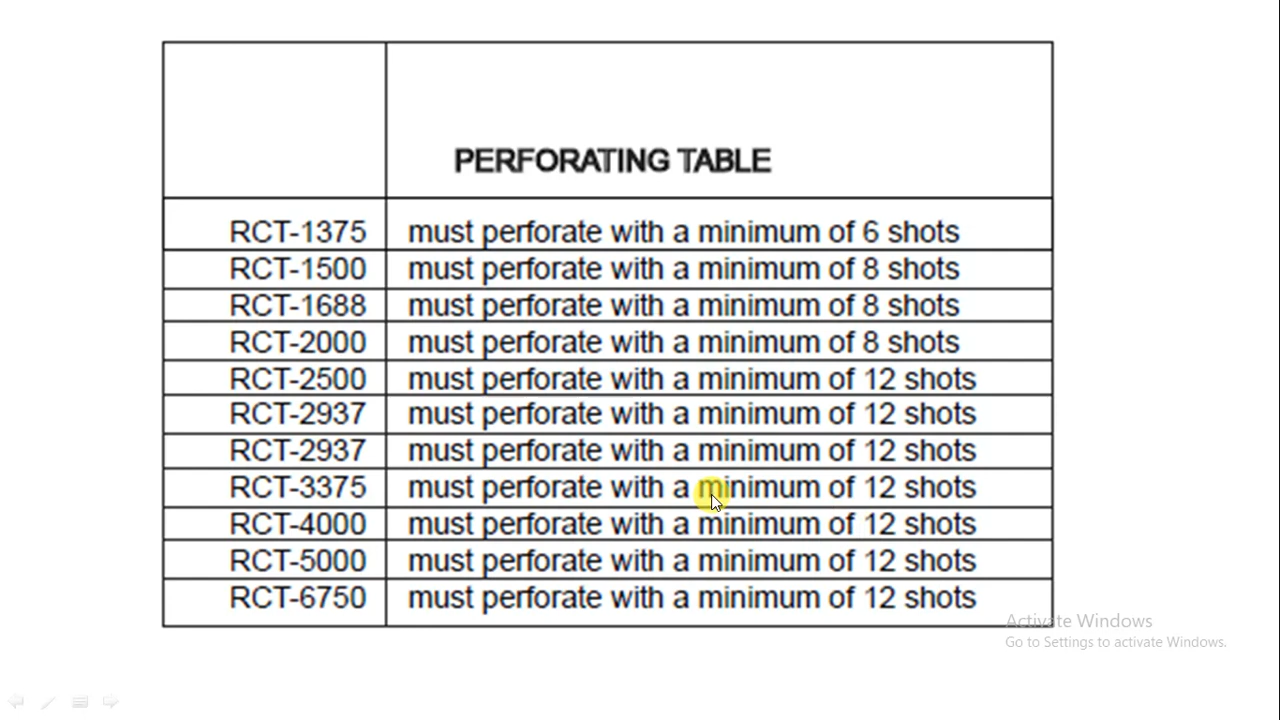 PERFORATING TABLE
RCT-1375 must perforate with a minimum of 6 shots
RCT-1500 must perforate with a minimum of 8 shots
RCT-1688 must perforate with a minimum of 8 shots
RCT-2000 must perforate with a minimum of 8 shots
RCT-2500 must perforate with a minimum of 12 shots
RCT-2937 must perforate with a minimum of 12 shots
RCT-2937 must perforate with a minimum of 12 shots
RCT-3375 must perforate with a minimum of 12 shots
RCT-4000 must perforate with a minimum of 12 shots
RCT-5000 must perforate with a minimum of 12 shots
RCT-6750 must perforate with a minimum of 12 shots
Activate Windows
Go to Settings to activate Windows.